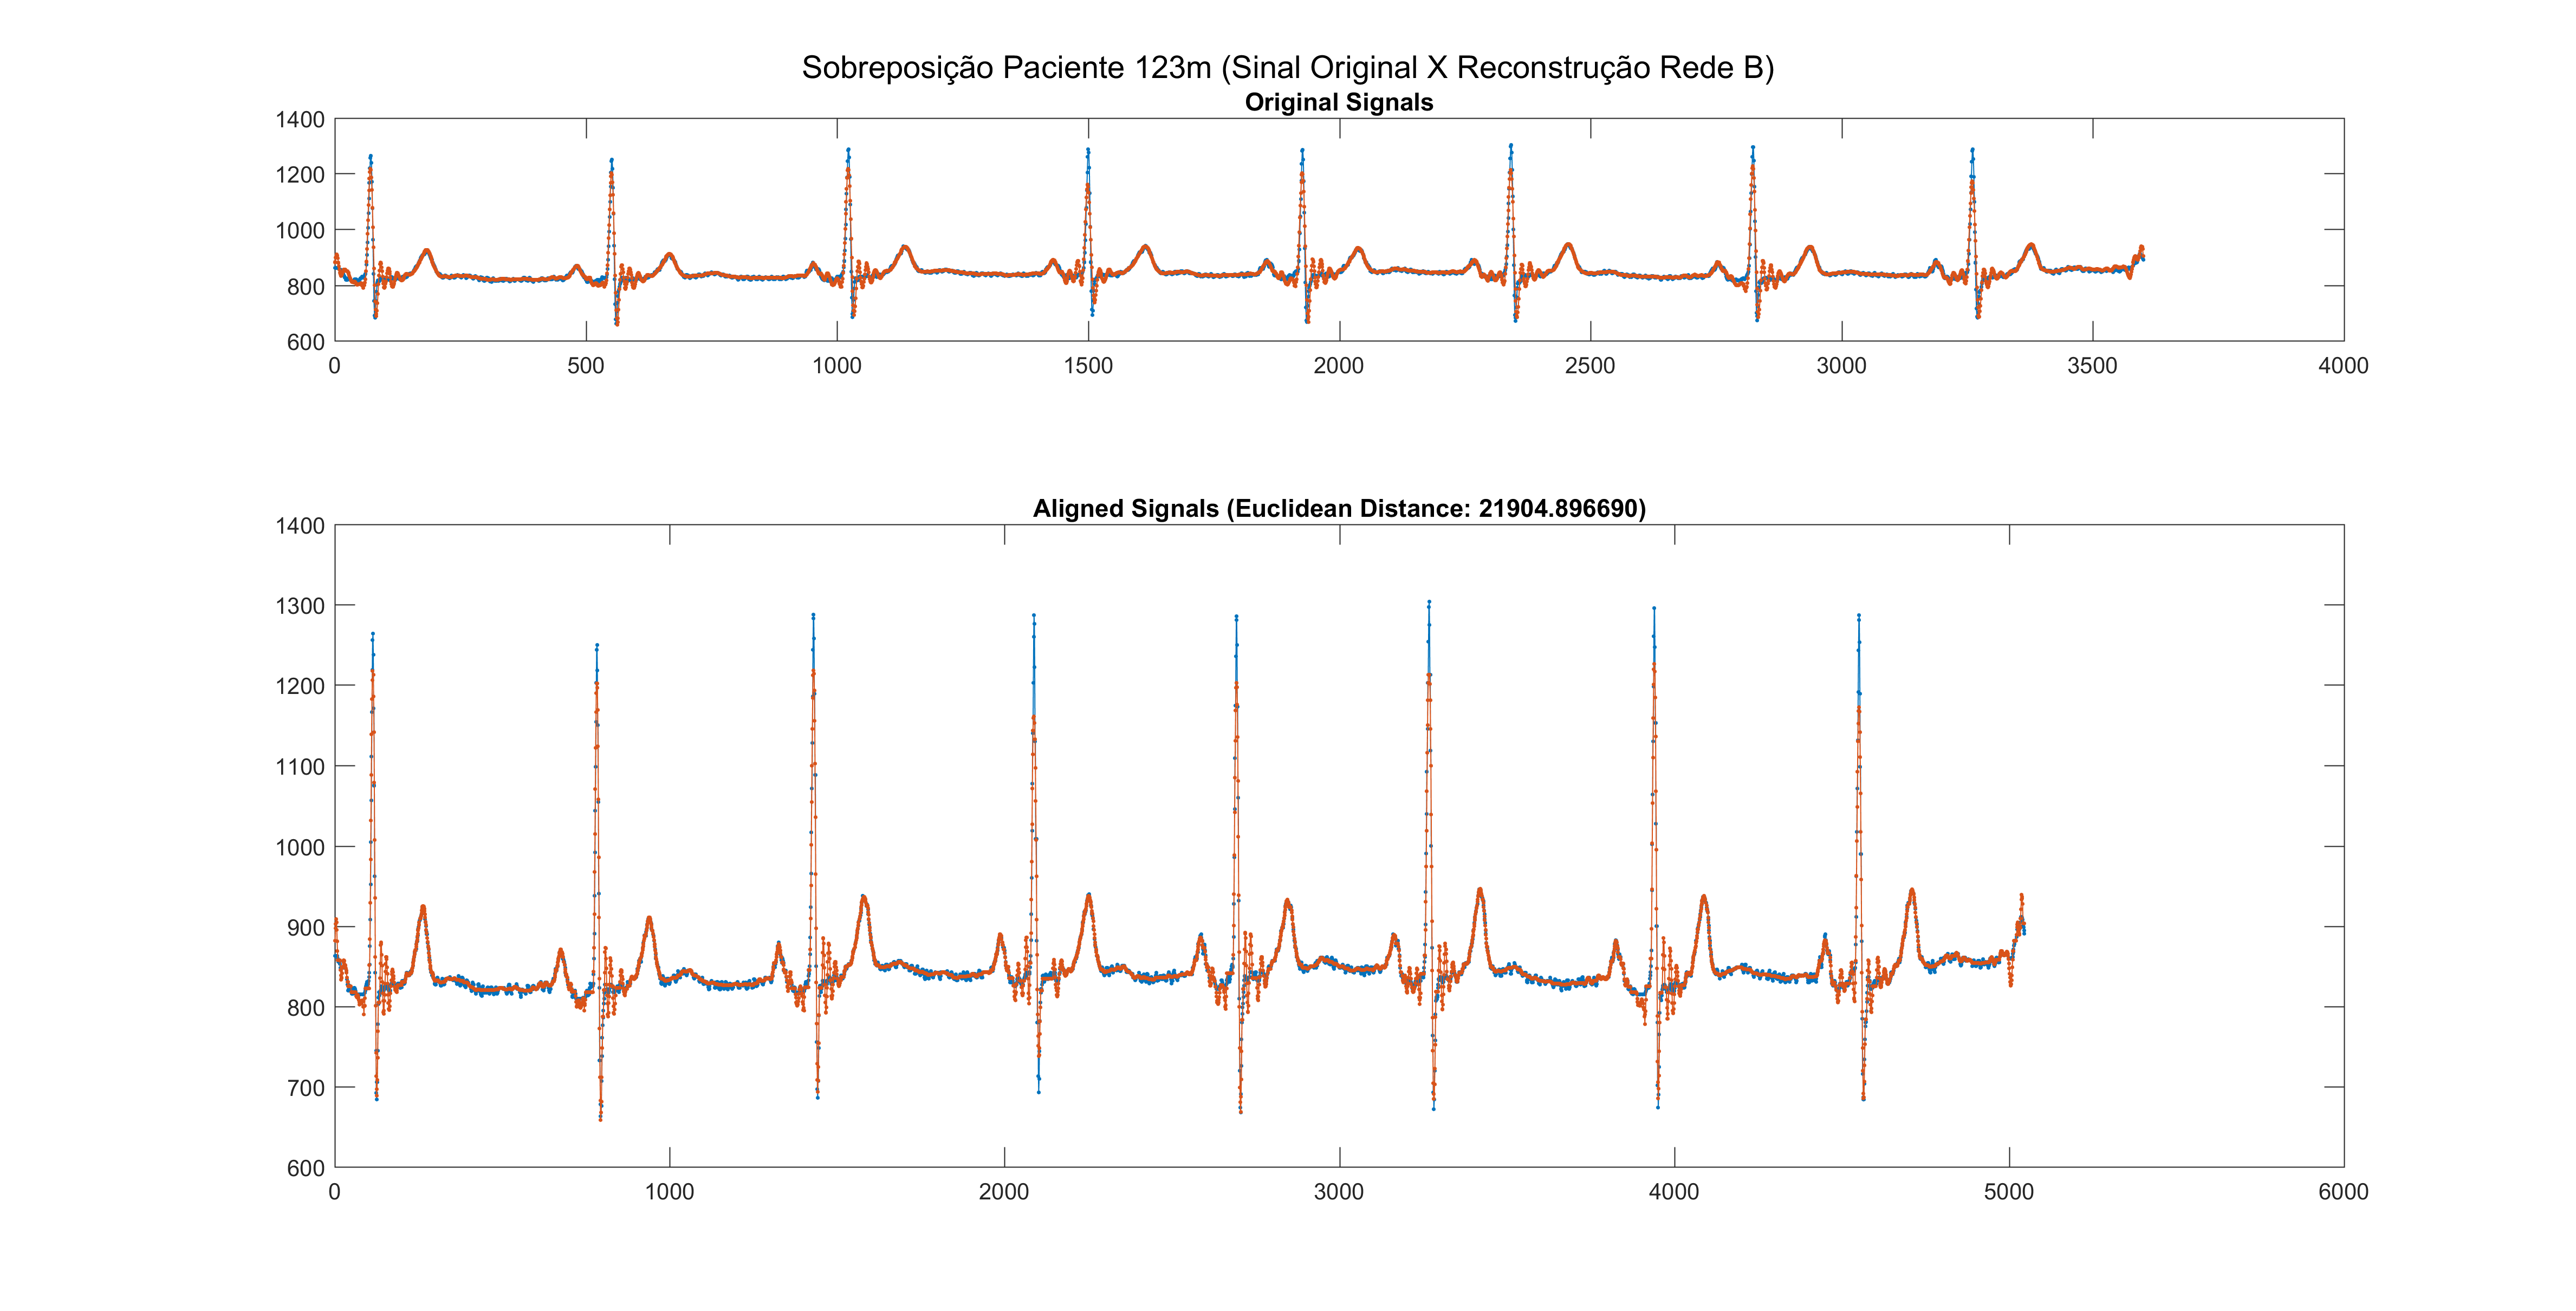 Sobreposição Paciente 123m (Sinal Original X Reconstrução Rede B)
Original Signals
1400
1200
1000
800
600
0 500 1000 1500 2000 2500 3000 3500 4000
Aligned Signals (Euclidean Distance: 21904.896690)
1400
1300
1200
1100
1000
900
800
700
600
0 1000 2000 3000 4000 5000 6000